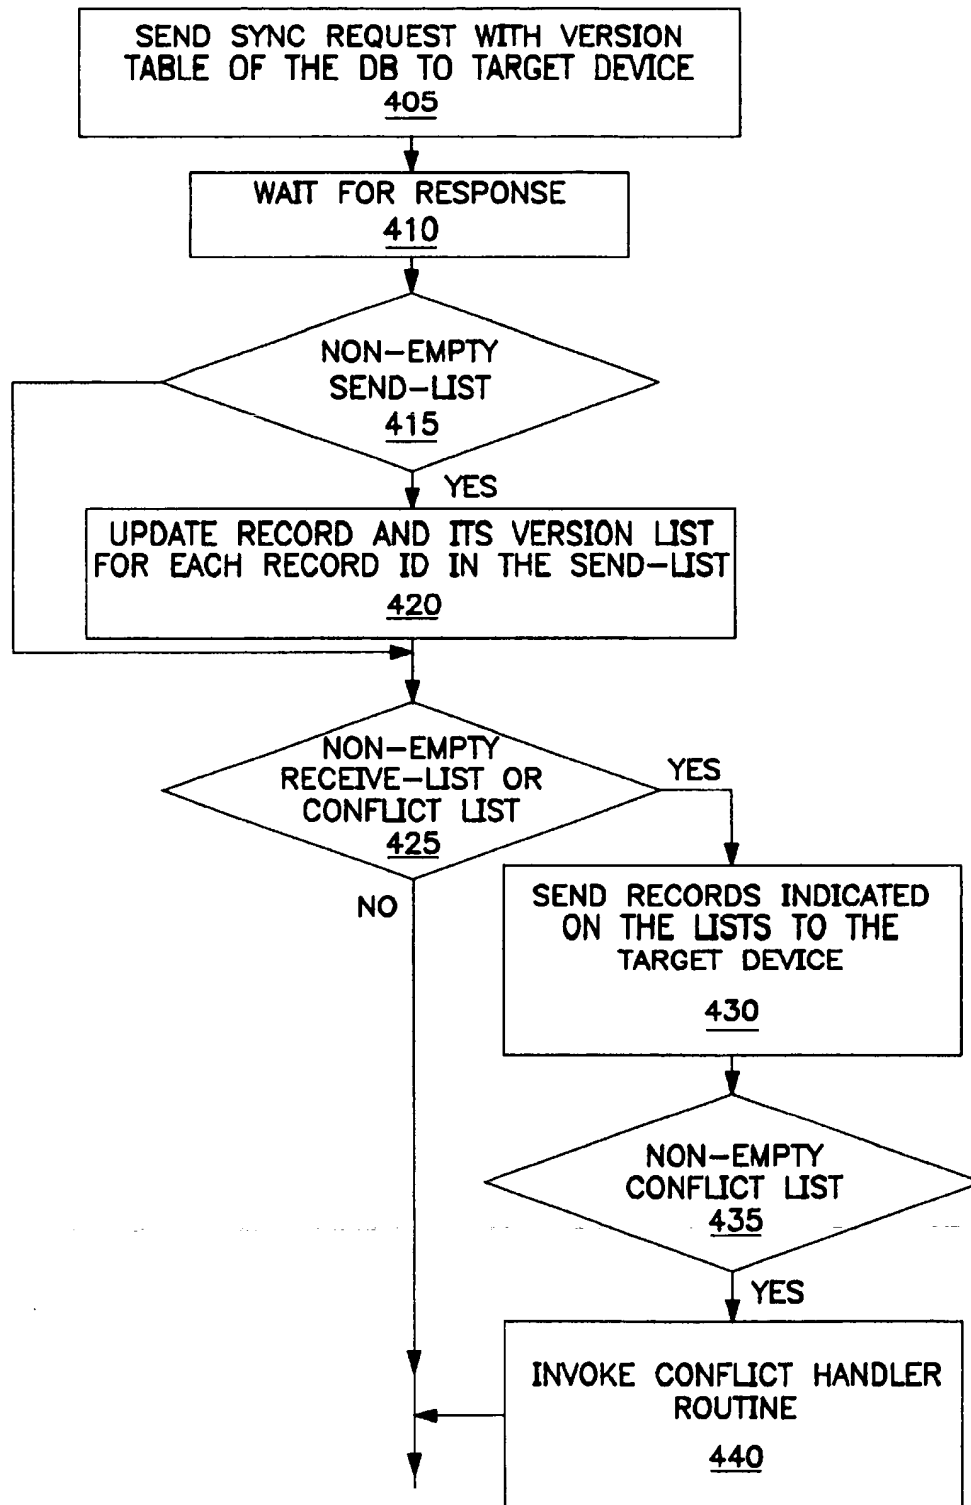 SEND SYNC REQUEST WITH VERSION
TABLE OF THE DB TO TARGET DEVICE
405
WAIT FOR RESPONSE
410
NON-EMPTY
SEND-LIST
415
YES
UPDATE RECORD AND ITS VERSION LIST
FOR EACH RECORD ID IN THE SEND-LIST
420
NON-EMPTY
RECEIVE-LIST OR
CONFLICT LIST
425
YES
NO
SEND RECORDS INDICATED
ON THE LISTS TO THE
TARGET DEVICE
430
NON-EMPTY
CONFLICT LIST
435
YES
INVOKE CONFLICT HANDLER
ROUTINE
440